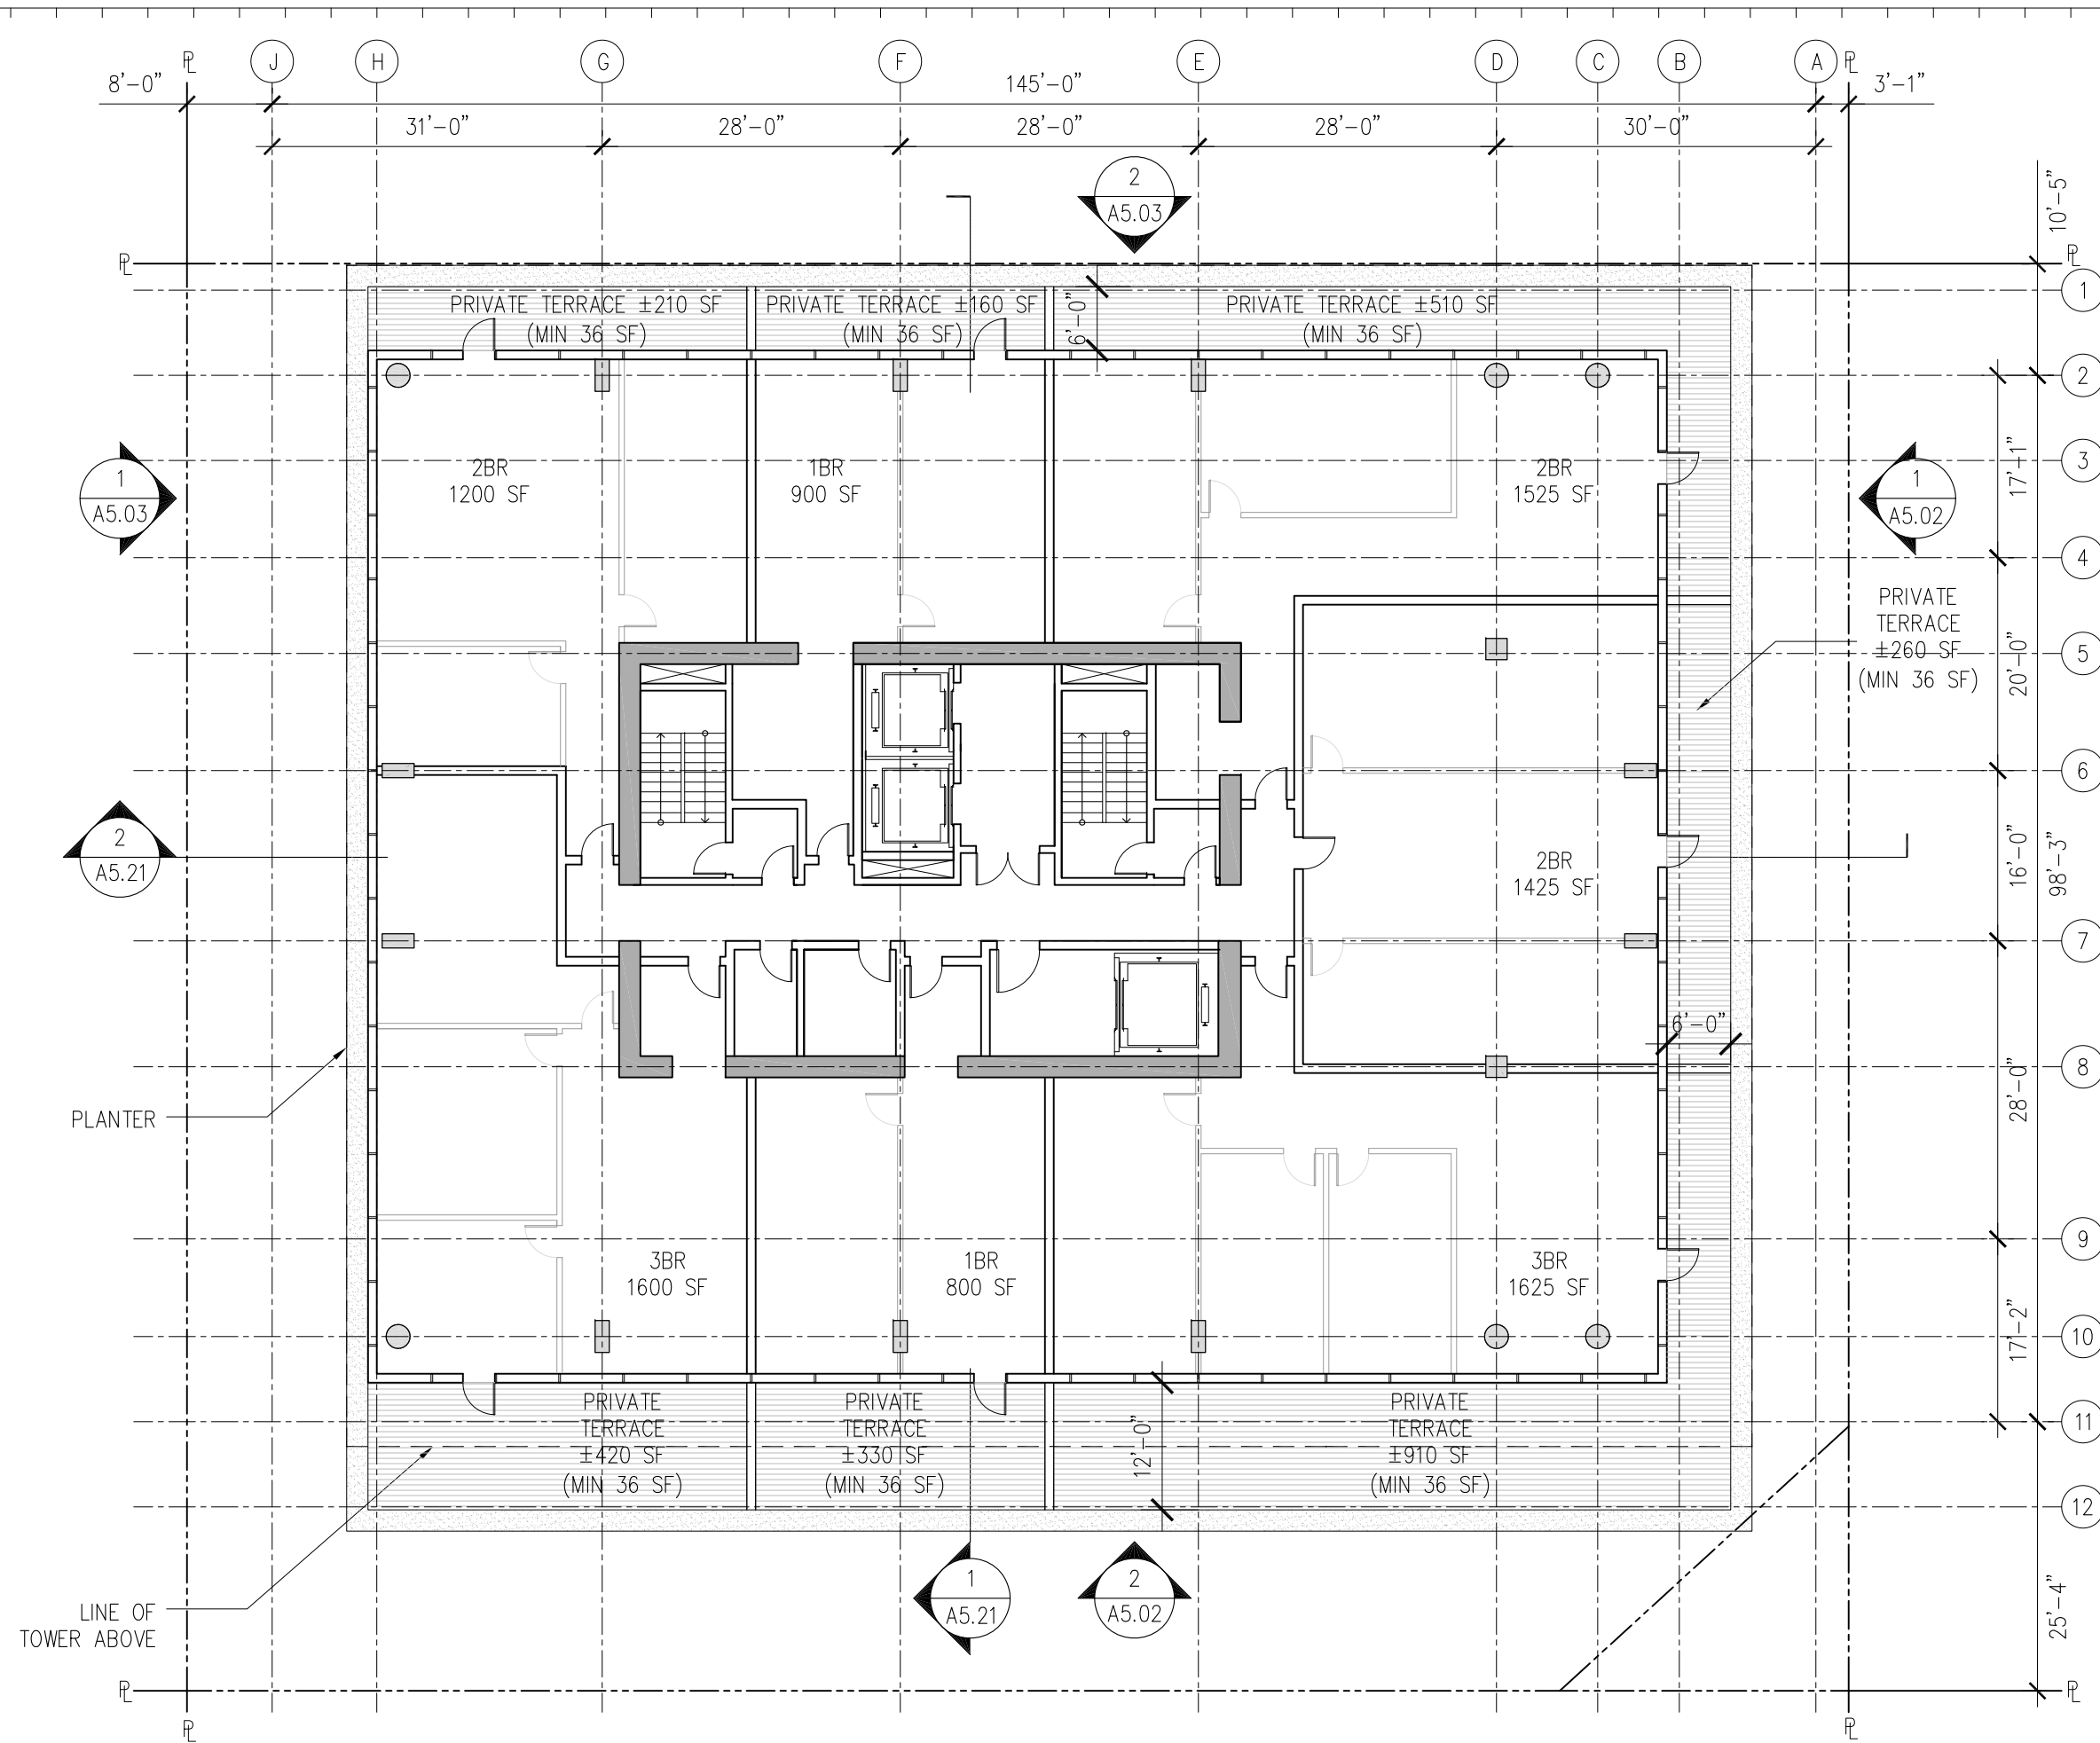 J
H
G
F
E
D
C
B
A
PL
PL
8'-0"
145'-0"
3'-1"
31'-0"
28'-0"
28'-0"
28'-0"
30'-0"
2
A5.03
10'-5"
PL
PL
1
PRIVATE TERRACE ±210 SF
(MIN 36 SF)
PRIVATE TERRACE ±160 SF
(MIN 36 SF)
6'-0"
PRIVATE TERRACE ±510 SF
(MIN 36 SF)
2
2BR
1200 SF
1BR
900 SF
2BR
1525 SF
3
17'-1"
1
A5.03
1
A5.02
4
PRIVATE
TERRACE
±260 SF
(MIN 36 SF)
20'-0"
5
6
2
A5.21
2BR
1425 SF
16'-0"
98'-3"
7
6'-0"
8
28'-0"
PLANTER
9
3BR
1600 SF
1BR
800 SF
3BR
1625 SF
17'-2"
10
PRIVATE
TERRACE
±420 SF
(MIN 36 SF)
PRIVATE
TERRACE
±330 SF
(MIN 36 SF)
12'-0"
PRIVATE
TERRACE
±910 SF
(MIN 36 SF)
11
12
LINE OF
TOWER ABOVE
1
A5.21
2
A5.02
25'-4"
PL
PL
PL
PL